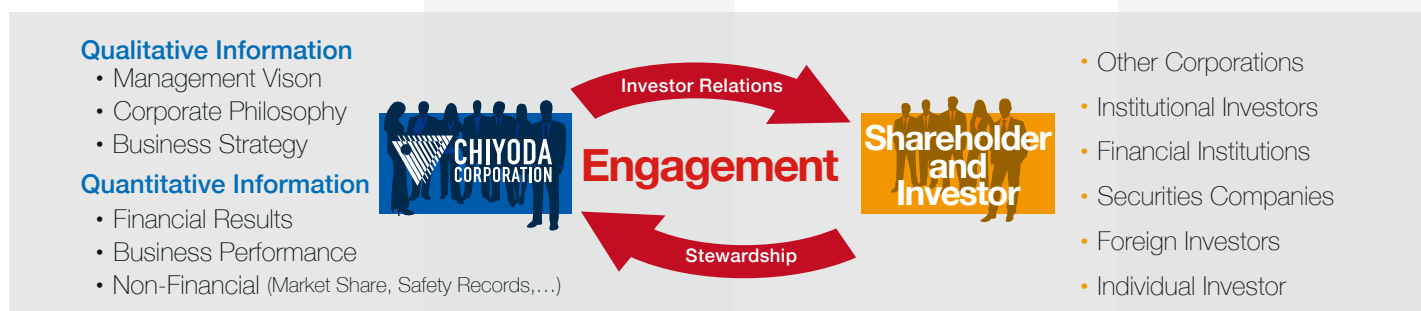 Qualitative Information
• Management Vison
• Corporate Philosophy
• Business Strategy
Quantitative Information
• Financial Results
• Business Performance
• Non-Financial (Market Share, Safety Records,…)
CHIYODA
CORPORATION
Investor Relations
Engagement
Stewardship
Shareholder
and
Investor
• Other Corporations
• Institutional Investors
• Financial Institutions
• Securities Companies
• Foreign Investors
• Individual Investor